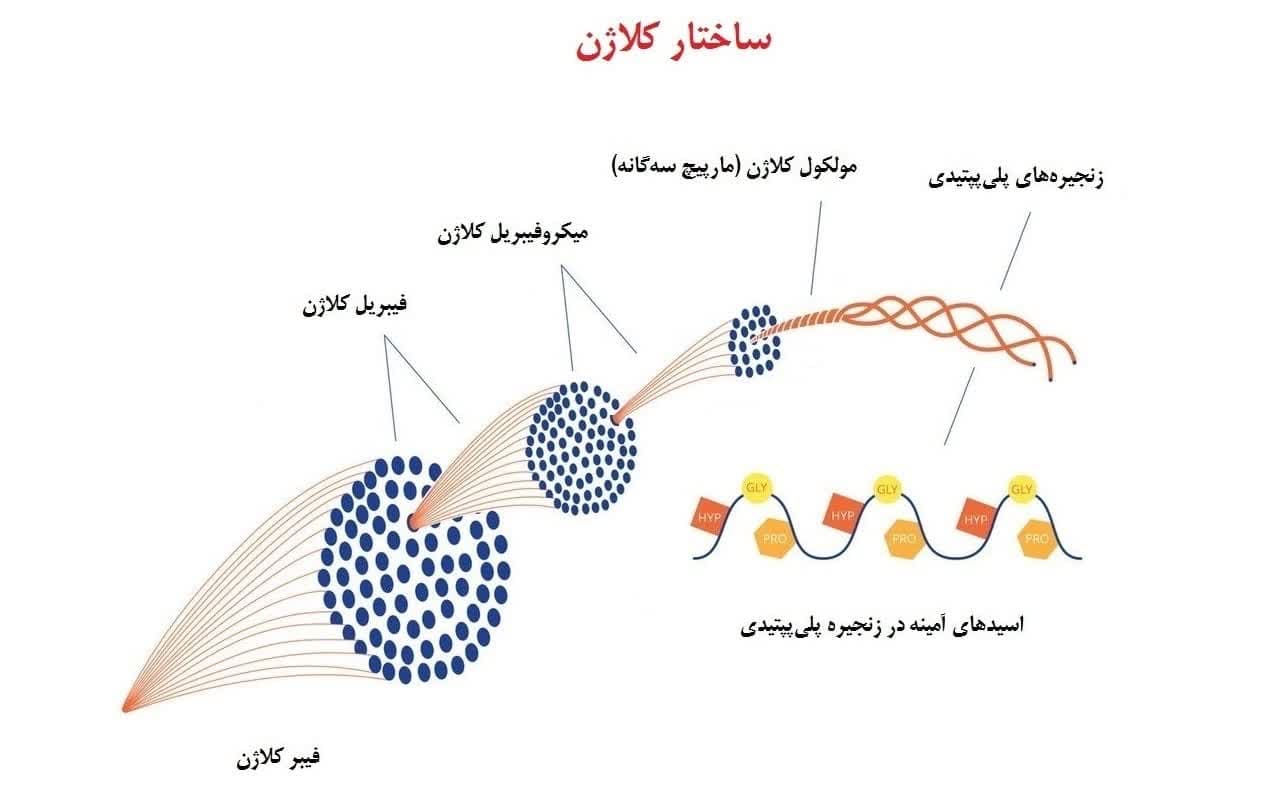 ساختار کلاژن
زنجیره‌های پلی‌پپتیدی
مولکول کلاژن (مارپیچ سه‌گانه)
میکروفیبریل کلاژن
فیبریل کلاژن
HYP GLY PRO HYP GLY PRO HYP GLY PRO
اسیدهای آمینه در زنجیره پلی‌پپتیدی
فیبر کلاژن